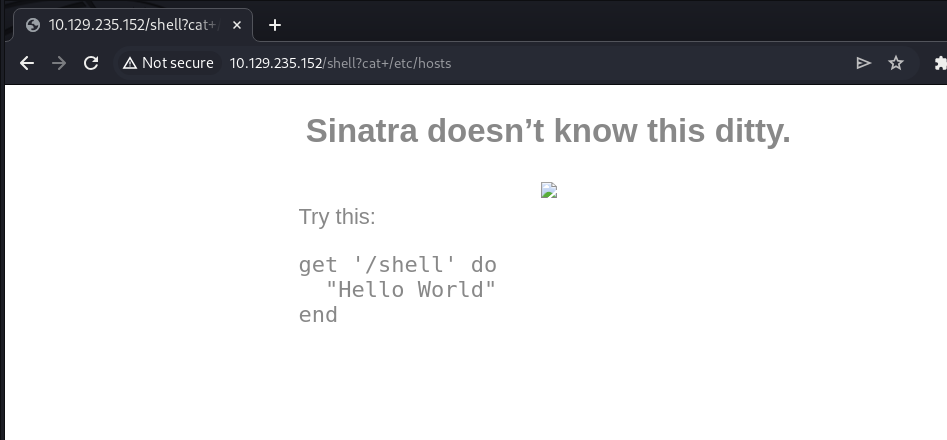 10.129.235.152/shell?cat+/
Not secure
10.129.235.152/shell?cat+/etc/hosts
Sinatra doesn’t know this ditty.
Try this:
get '/shell' do
  "Hello World"
end